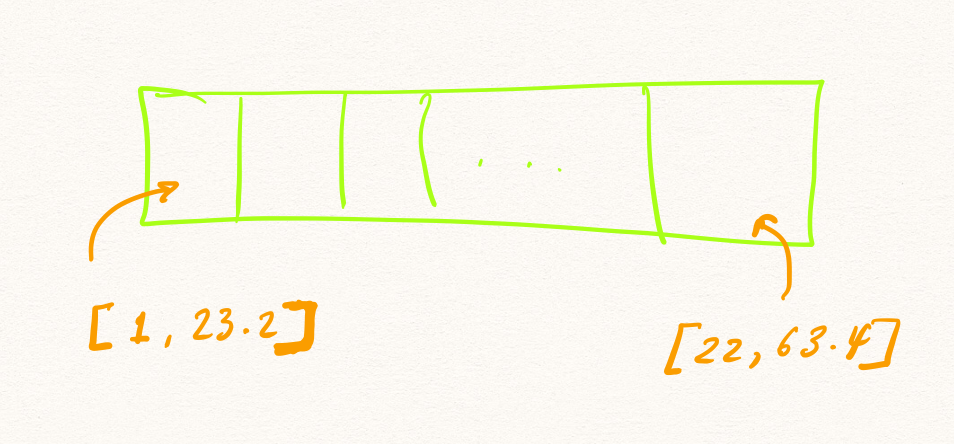 . . .
[1, 23.2]
[22, 63.4]